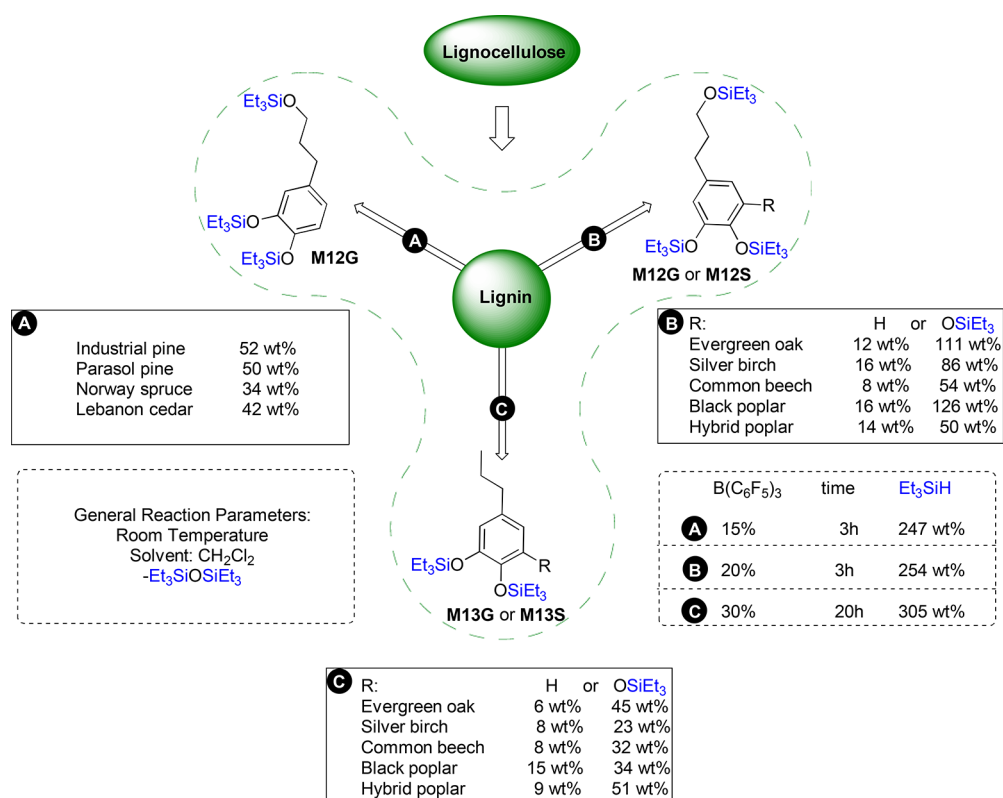 Lignocellulose
Et₃SiO
Et₃SiO
Et₃SiO
M12G
A
B
OSiEt₃
R
Et₃SiO
OSiEt₃
M12G or M12S
Lignin
C
A
Industrial pine 52 wt%
Parasol pine 50 wt%
Norway spruce 34 wt%
Lebanon cedar 42 wt%
B R: H or OSiEt₃
Evergreen oak 12 wt% 111 wt%
Silver birch 16 wt% 86 wt%
Common beech 8 wt% 54 wt%
Black poplar 16 wt% 126 wt%
Hybrid poplar 14 wt% 50 wt%
General Reaction Parameters:
Room Temperature
Solvent: CH₂Cl₂
-Et₃SiOSiEt₃
Et₃SiO
R
OSiEt₃
M13G or M13S
B(C₆F₅)₃ time Et₃SiH
A 15% 3h 247 wt%
B 20% 3h 254 wt%
C 30% 20h 305 wt%
C R: H or OSiEt₃
Evergreen oak 6 wt% 45 wt%
Silver birch 8 wt% 23 wt%
Common beech 8 wt% 32 wt%
Black poplar 15 wt% 34 wt%
Hybrid poplar 9 wt% 51 wt%